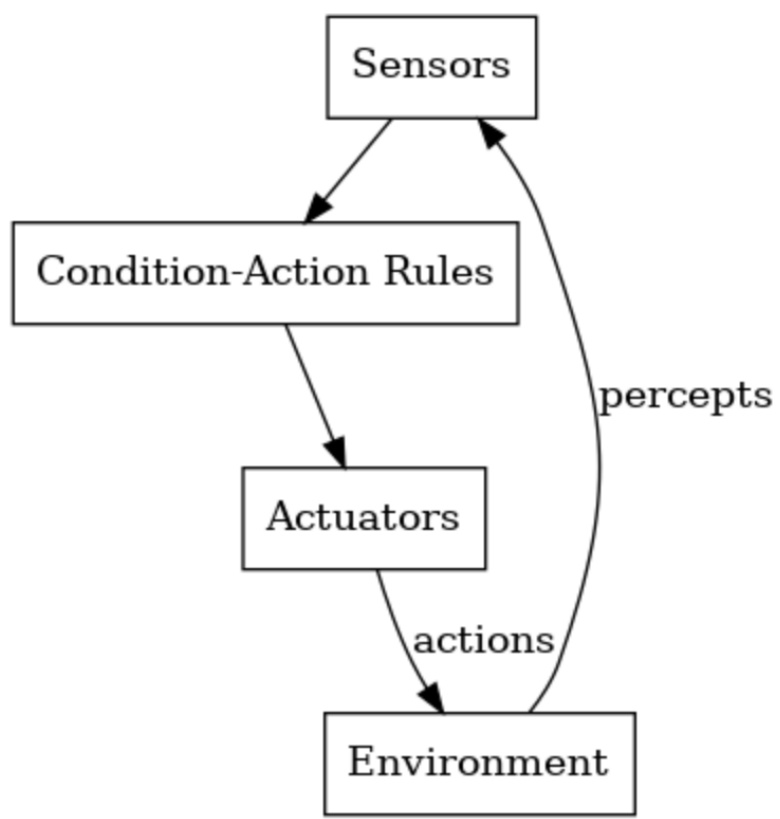 Sensors
Condition-Action Rules
percepts
Actuators
actions
Environment